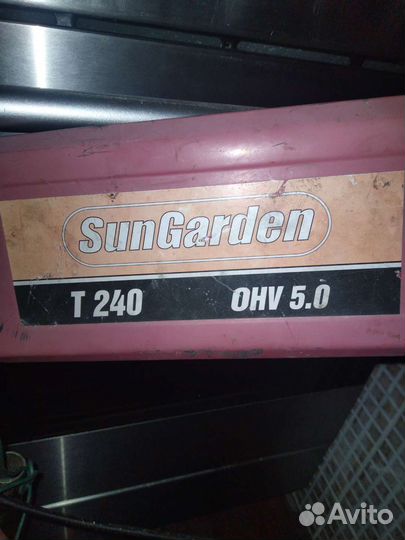 SunGarden
T 240 OHV 5.0
Avito